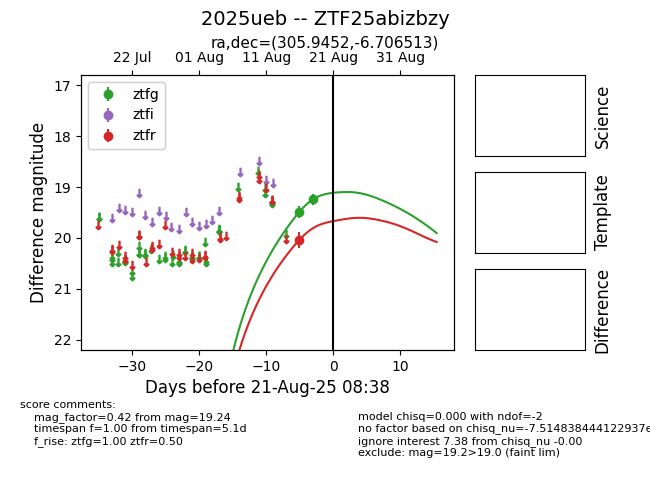 2025ueb -- ZTF25abizbzy
ra,dec=(305.9452,-6.706513)
22 Jul 01 Aug 11 Aug 21 Aug 31 Aug
ztfg
ztfi
ztfr
17
18
19
20
21
22
Difference magnitude
−30 −20 −10 0 10
Days before 21-Aug-25 08:38
Science
Template
Difference
score comments:
mag_factor=0.42 from mag=19.24
timespan f=1.00 from timespan=5.1d
f_rise: ztfg=1.00 ztfr=0.50
model chisq=0.000 with ndof=-2
no factor based on chisq_nu=-7.514838444122937e
ignore interest 7.38 from chisq_nu -0.00
exclude: mag=19.2>19.0 (faint lim)